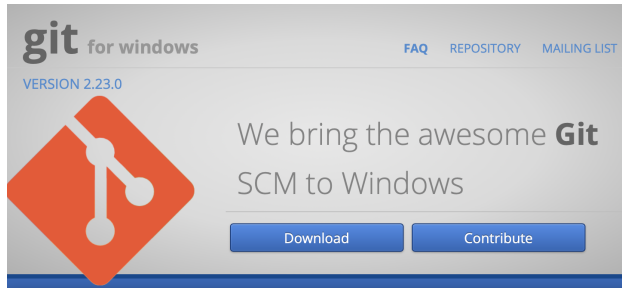 git for windows
FAQ REPOSITORY MAILING LIST
VERSION 2.23.0
We bring the awesome Git
SCM to Windows
Download Contribute